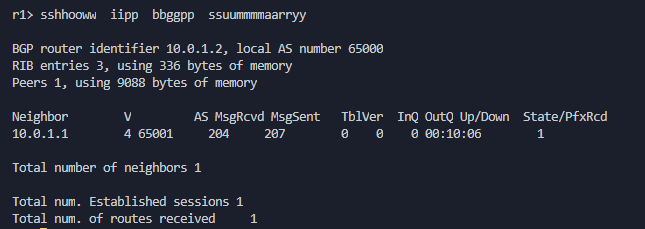 r1> sshhooww  iipp  bbggpp  ssuummmmaarryy
BGP router identifier 10.0.1.2, local AS number 65000
RIB entries 3, using 336 bytes of memory
Peers 1, using 9088 bytes of memory
Neighbor        V         AS MsgRcvd MsgSent   TblVer  InQ OutQ Up/Down  State/PfxRcd
10.0.1.1        4 65001     204     207        0    0    0 00:10:06        1
Total number of neighbors 1
Total num. Established sessions 1
Total num. of routes received     1